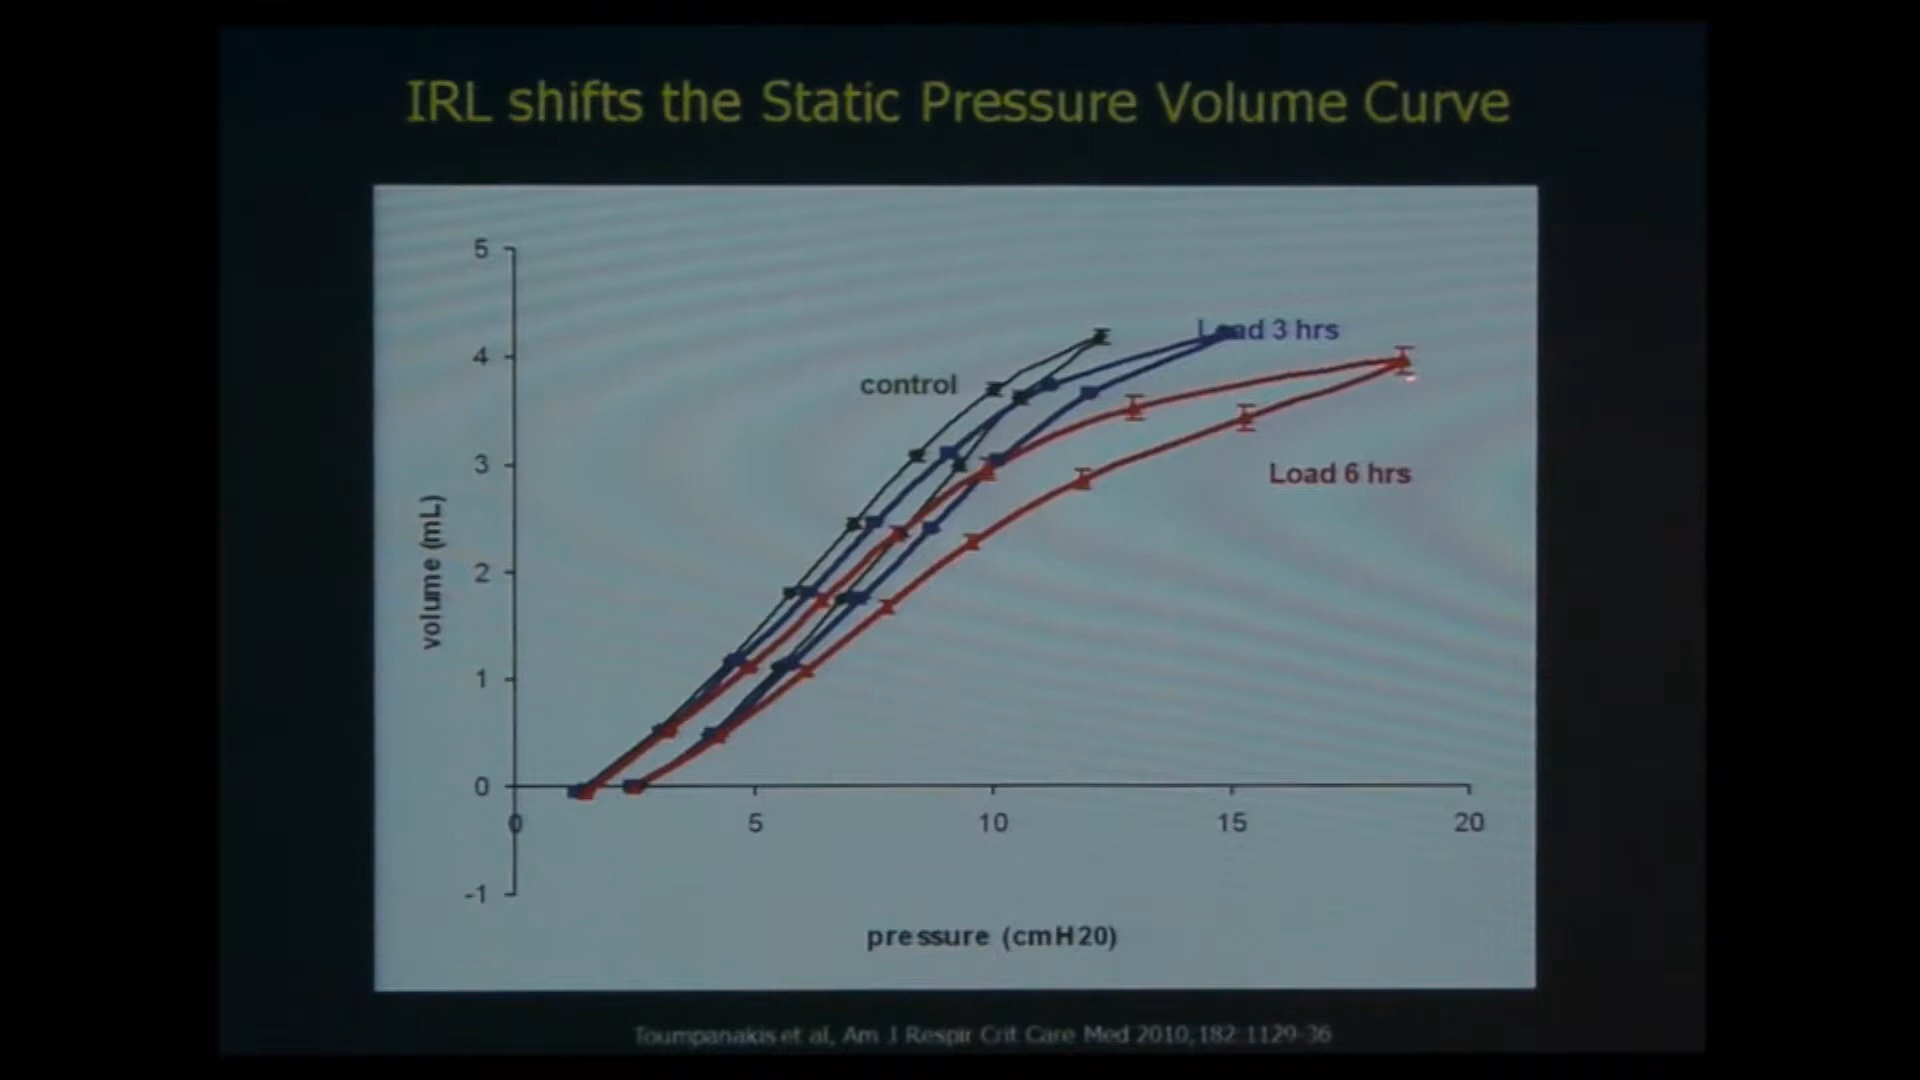 IRL shifts the Static Pressure Volume Curve
5
4
3
2
1
0
-1
volume (mL)
control
Load 3 hrs
Load 6 hrs
0
5
10
15
20
pressure (cmH20)
Toumpanakis et al, Am J Respir Crit Care Med 2010;182:1129-36